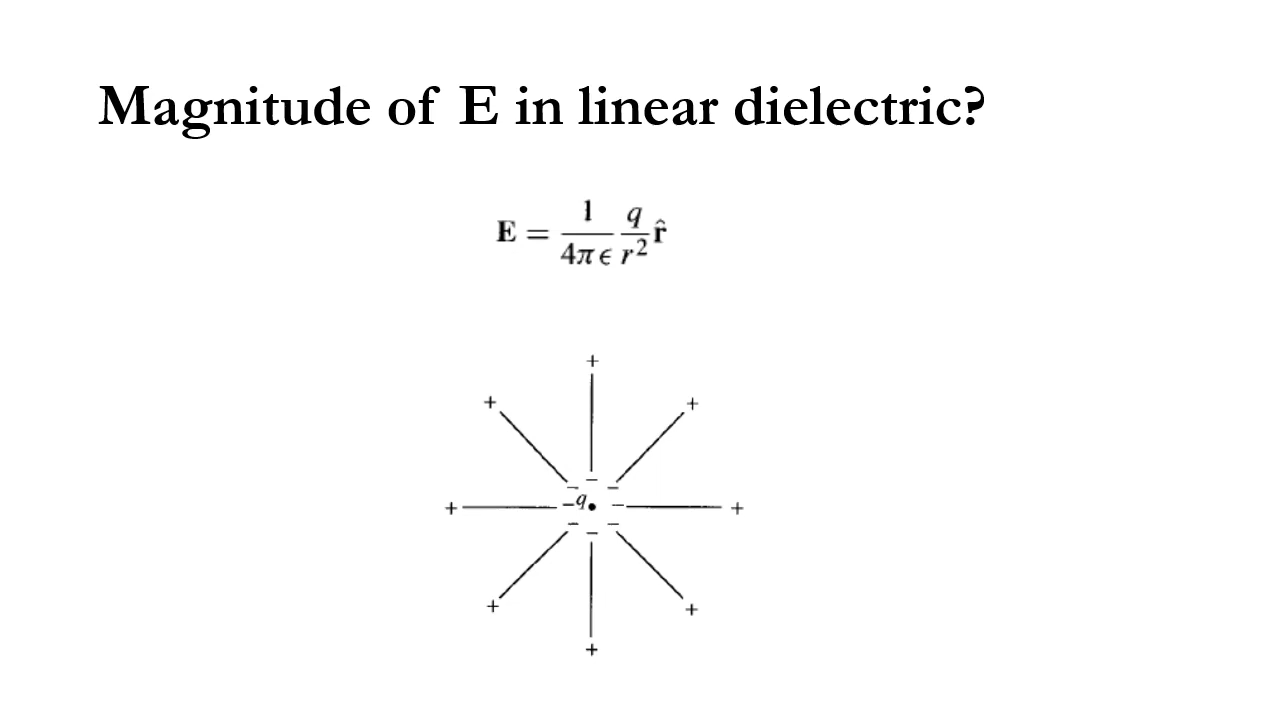 Magnitude of E in linear dielectric?
E = 1/4πϵ q/r² r̂
+
+ +
− − −
+ −q • − +
− − −
+ +
+